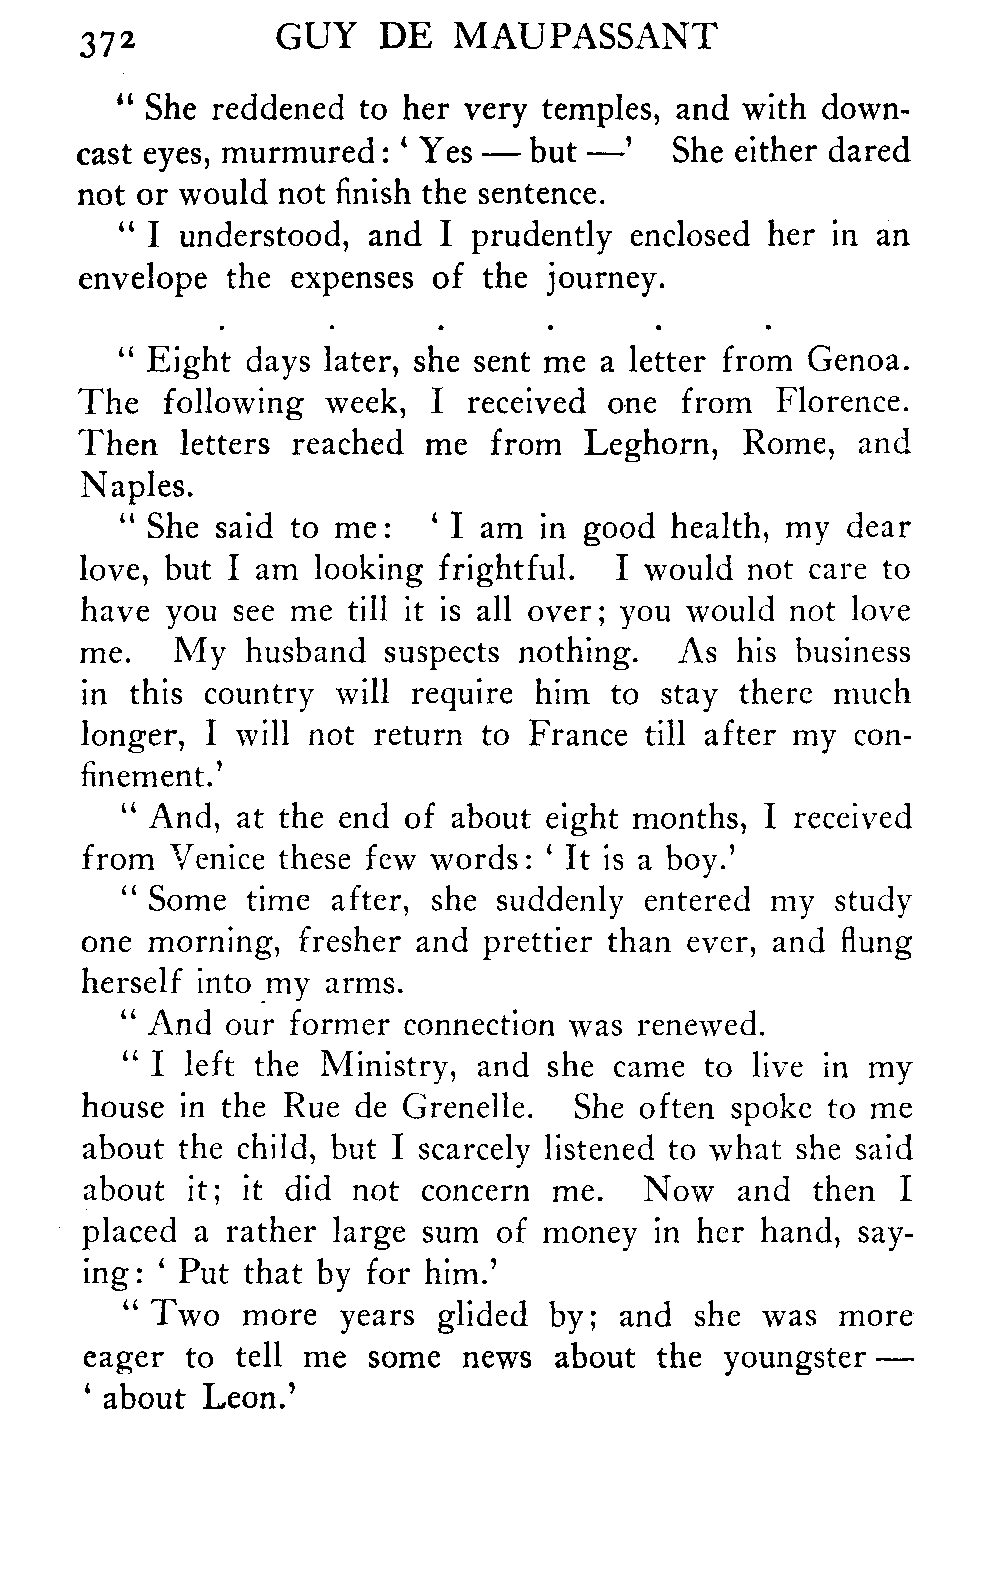 372 GUY DE MAUPASSANT
“ She reddened to her very temples, and with down-
cast eyes, murmured: ‘ Yes — but —’ She either dared
not or would not finish the sentence.
“ I understood, and I prudently enclosed her in an
envelope the expenses of the journey.
. . . . . .
“ Eight days later, she sent me a letter from Genoa.
The following week, I received one from Florence.
Then letters reached me from Leghorn, Rome, and
Naples.
“ She said to me: ‘ I am in good health, my dear
love, but I am looking frightful. I would not care to
have you see me till it is all over; you would not love
me. My husband suspects nothing. As his business
in this country will require him to stay there much
longer, I will not return to France till after my con-
finement.’
“ And, at the end of about eight months, I received
from Venice these few words: ‘ It is a boy.’
“ Some time after, she suddenly entered my study
one morning, fresher and prettier than ever, and flung
herself into my arms.
“ And our former connection was renewed.
“ I left the Ministry, and she came to live in my
house in the Rue de Grenelle. She often spoke to me
about the child, but I scarcely listened to what she said
about it; it did not concern me. Now and then I
placed a rather large sum of money in her hand, say-
ing: ‘ Put that by for him.’
“ Two more years glided by; and she was more
eager to tell me some news about the youngster —
‘ about Leon.’